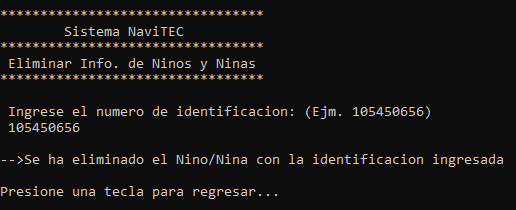 *********************************
Sistema NaviTEC
*********************************
Eliminar Info. de Ninos y Ninas
*********************************
Ingrese el numero de identificacion: (Ejm. 105450656)
105450656
-->Se ha eliminado el Nino/Nina con la identificacion ingresada
Presione una tecla para regresar...